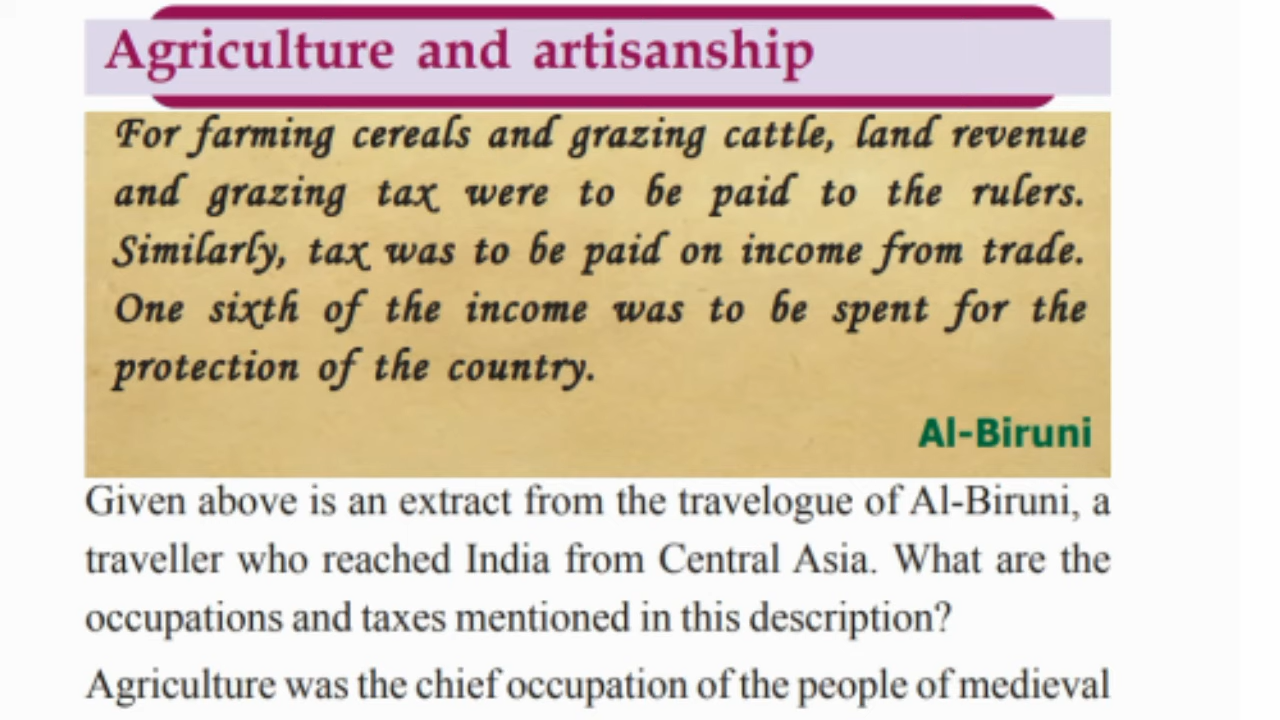 Agriculture and artisanship
For farming cereals and grazing cattle, land revenue
and grazing tax were to be paid to the rulers.
Similarly, tax was to be paid on income from trade.
One sixth of the income was to be spent for the
protection of the country.
Al-Biruni
Given above is an extract from the travelogue of Al-Biruni, a
traveller who reached India from Central Asia. What are the
occupations and taxes mentioned in this description?
Agriculture was the chief occupation of the people of medieval